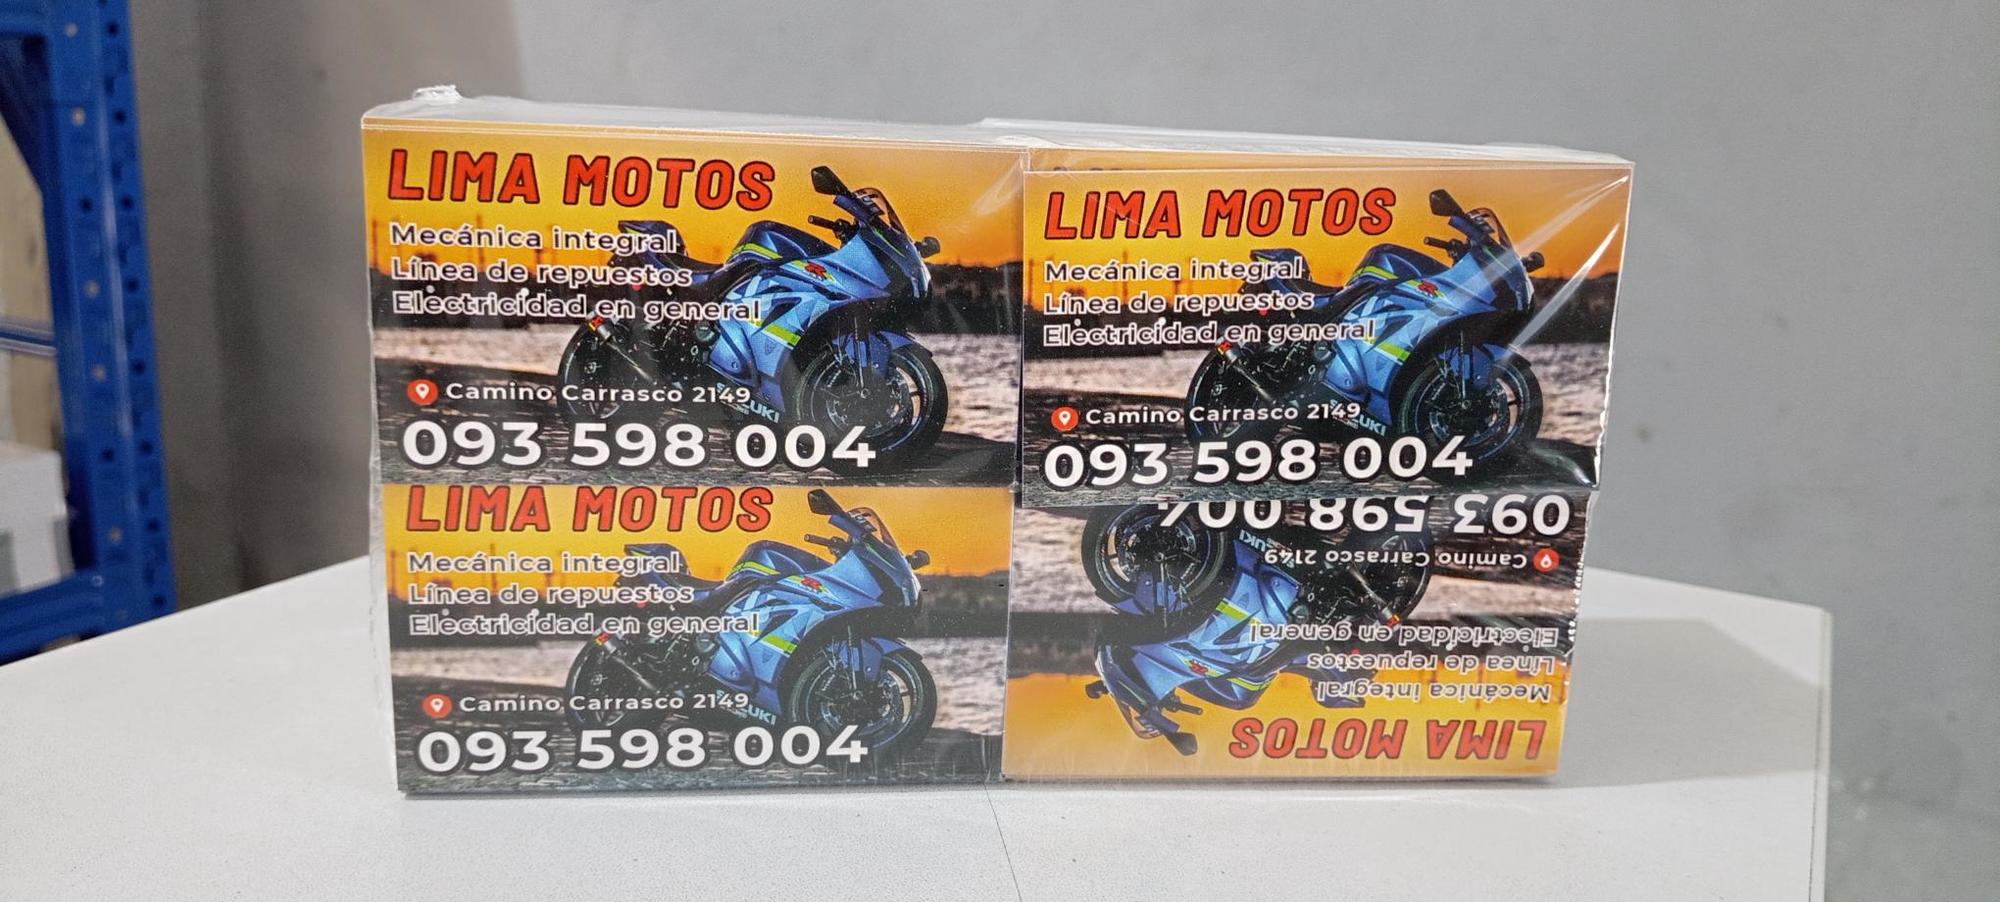 LIMA MOTOS
Mecánica integral
Línea de repuestos
Electricidad en general
Camino Carrasco 2149
093 598 004
LIMA MOTOS
Mecánica integral
Línea de repuestos
Electricidad en general
Camino Carrasco 2149
093 598 004
LIMA MOTOS
Mecánica integral
Línea de repuestos
Electricidad en general
Camino Carrasco 2149
093 598 004
LIMA MOTOS
Mecánica integral
Línea de repuestos
Electricidad en general
Camino Carrasco 2149
093 598 004